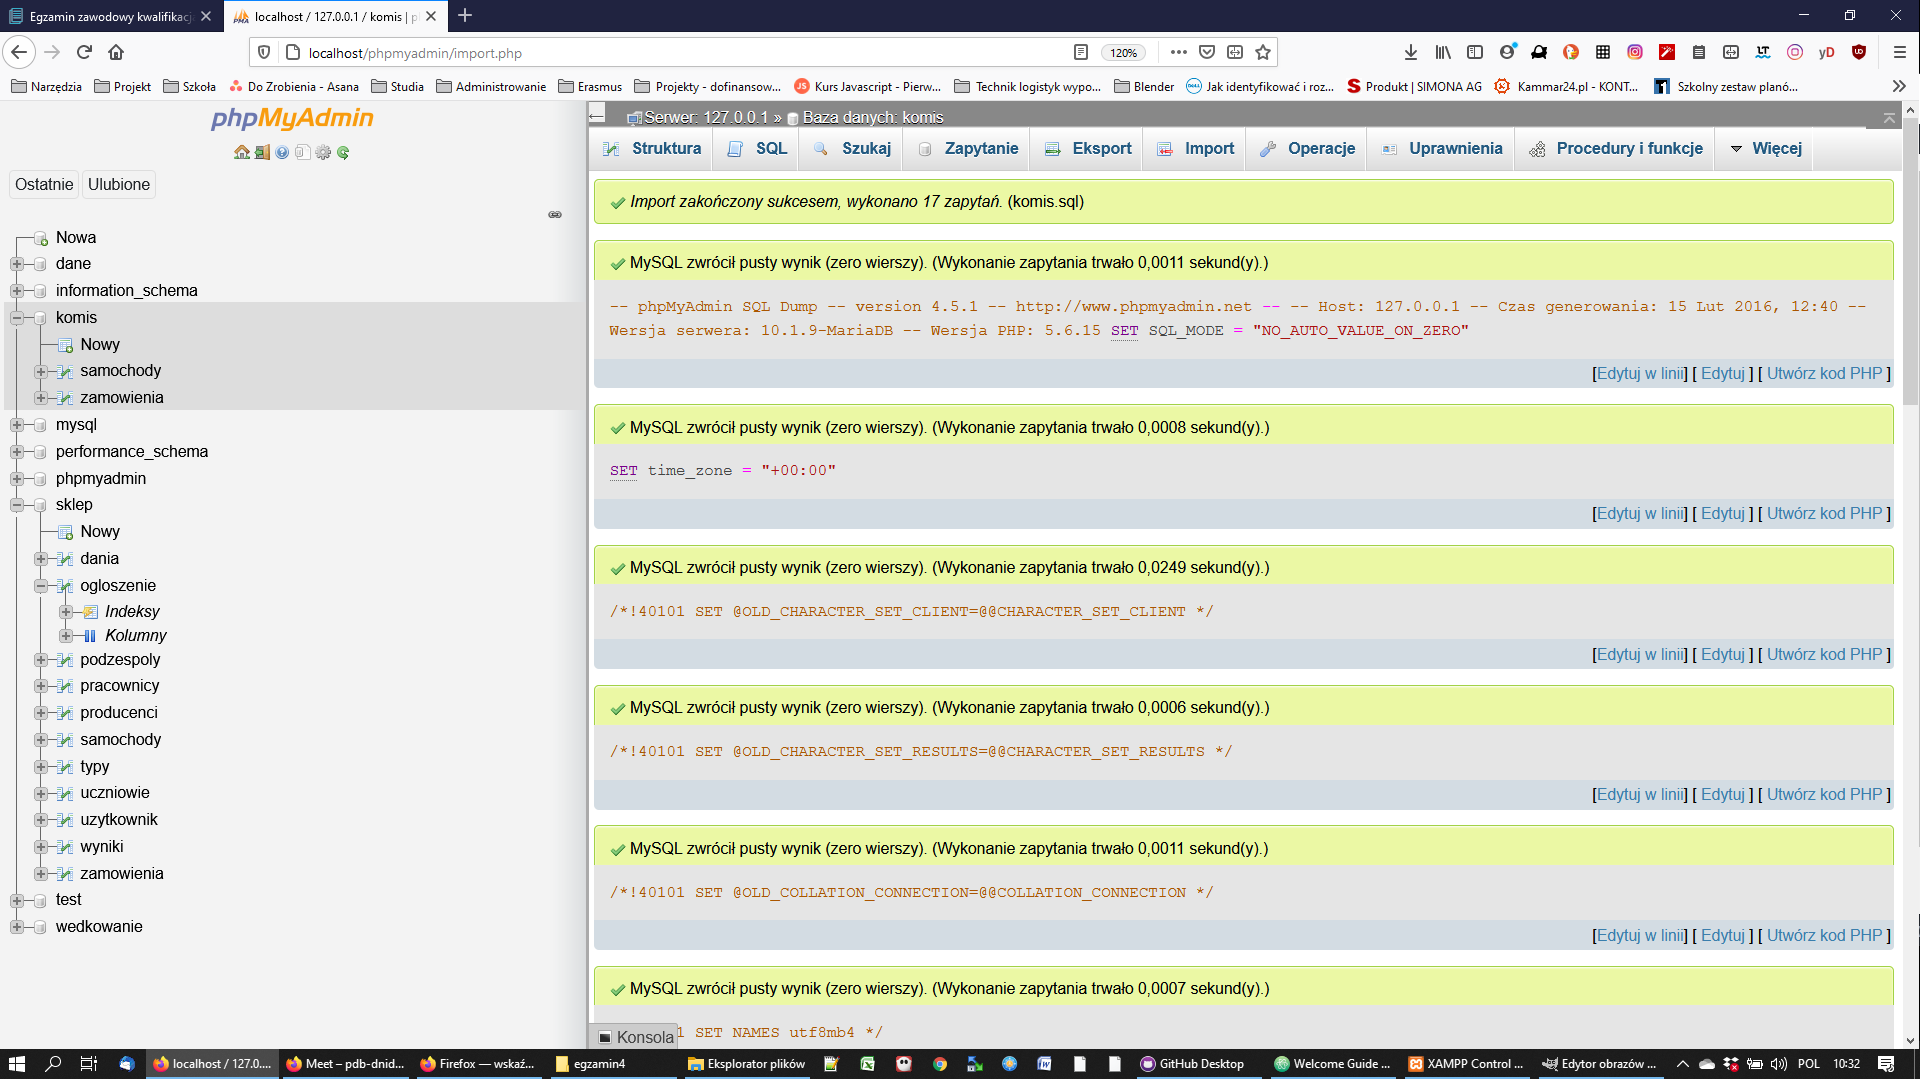 Egzamin zawodowy kwalifikacj
localhost / 127.0.0.1 / komis | p
localhost/phpmyadmin/import.php
120%
Narzędzia
Projekt
Szkoła
Do Zrobienia - Asana
Studia
Administrowanie
Erasmus
Projekty - dofinansow...
Kurs Javascript - Pierw...
Technik logistyk wypo...
Blender
Jak identyfikować i roz...
Produkt | SIMONA AG
Kammar24.pl - KONT...
Szkolny zestaw planó...
phpMyAdmin
Ostatnie
Ulubione
Nowa
dane
information_schema
komis
Nowy
samochody
zamowienia
mysql
performance_schema
phpmyadmin
sklep
Nowy
dania
ogloszenie
Indeksy
Kolumny
podzespoly
pracownicy
producenci
samochody
typy
uczniowie
uzytkownik
wyniki
zamowienia
test
wedkowanie
Serwer: 127.0.0.1 » Baza danych: komis
Struktura
SQL
Szukaj
Zapytanie
Eksport
Import
Operacje
Uprawnienia
Procedury i funkcje
Więcej
Import zakończony sukcesem, wykonano 17 zapytań. (komis.sql)
MySQL zwrócił pusty wynik (zero wierszy). (Wykonanie zapytania trwało 0,0011 sekund(y).)
-- phpMyAdmin SQL Dump -- version 4.5.1 -- http://www.phpmyadmin.net -- -- Host: 127.0.0.1 -- Czas generowania: 15 Lut 2016, 12:40 --
Wersja serwera: 10.1.9-MariaDB -- Wersja PHP: 5.6.15 SET SQL_MODE = "NO_AUTO_VALUE_ON_ZERO"
[Edytuj w linii] [ Edytuj ] [ Utwórz kod PHP ]
MySQL zwrócił pusty wynik (zero wierszy). (Wykonanie zapytania trwało 0,0008 sekund(y).)
SET time_zone = "+00:00"
[Edytuj w linii] [ Edytuj ] [ Utwórz kod PHP ]
MySQL zwrócił pusty wynik (zero wierszy). (Wykonanie zapytania trwało 0,0249 sekund(y).)
/*!40101 SET @OLD_CHARACTER_SET_CLIENT=@@CHARACTER_SET_CLIENT */
[Edytuj w linii] [ Edytuj ] [ Utwórz kod PHP ]
MySQL zwrócił pusty wynik (zero wierszy). (Wykonanie zapytania trwało 0,0006 sekund(y).)
/*!40101 SET @OLD_CHARACTER_SET_RESULTS=@@CHARACTER_SET_RESULTS */
[Edytuj w linii] [ Edytuj ] [ Utwórz kod PHP ]
MySQL zwrócił pusty wynik (zero wierszy). (Wykonanie zapytania trwało 0,0011 sekund(y).)
/*!40101 SET @OLD_COLLATION_CONNECTION=@@COLLATION_CONNECTION */
[Edytuj w linii] [ Edytuj ] [ Utwórz kod PHP ]
MySQL zwrócił pusty wynik (zero wierszy). (Wykonanie zapytania trwało 0,0007 sekund(y).)
1 SET NAMES utf8mb4 */
Konsola
localhost / 127.0....
Meet – pdb-dnid...
Firefox — wskaź...
egzamin4
Eksplorator plików
GitHub Desktop
Welcome Guide ...
XAMPP Control ...
Edytor obrazów ...
POL
10:32